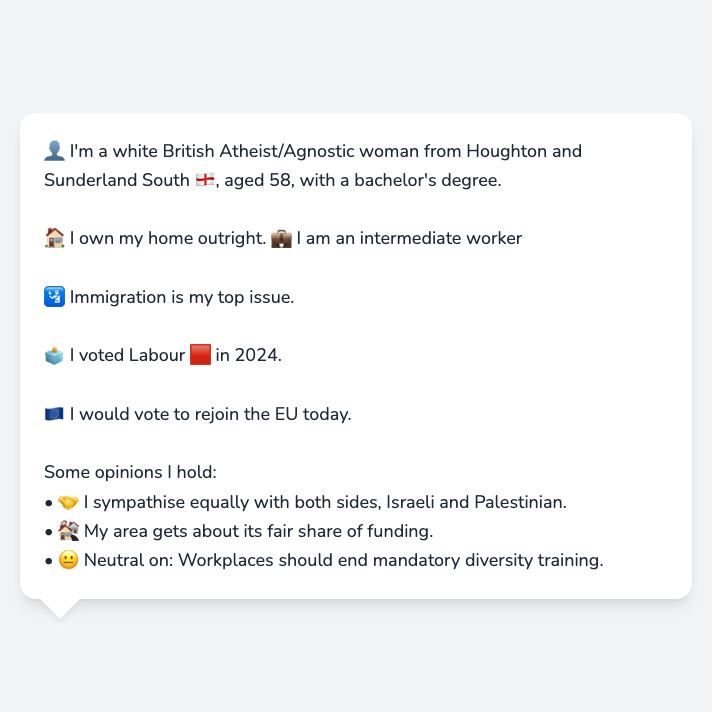 👤 I'm a white British Atheist/Agnostic woman from Houghton and
Sunderland South 🏴󠁧󠁢󠁥󠁮󠁧󠁿, aged 58, with a bachelor's degree.
🏠 I own my home outright. 💼 I am an intermediate worker
🛂 Immigration is my top issue.
🗳️ I voted Labour 🟥 in 2024.
🇪🇺 I would vote to rejoin the EU today.
Some opinions I hold:
• 🤝 I sympathise equally with both sides, Israeli and Palestinian.
• 🏘️ My area gets about its fair share of funding.
• 😐 Neutral on: Workplaces should end mandatory diversity training.